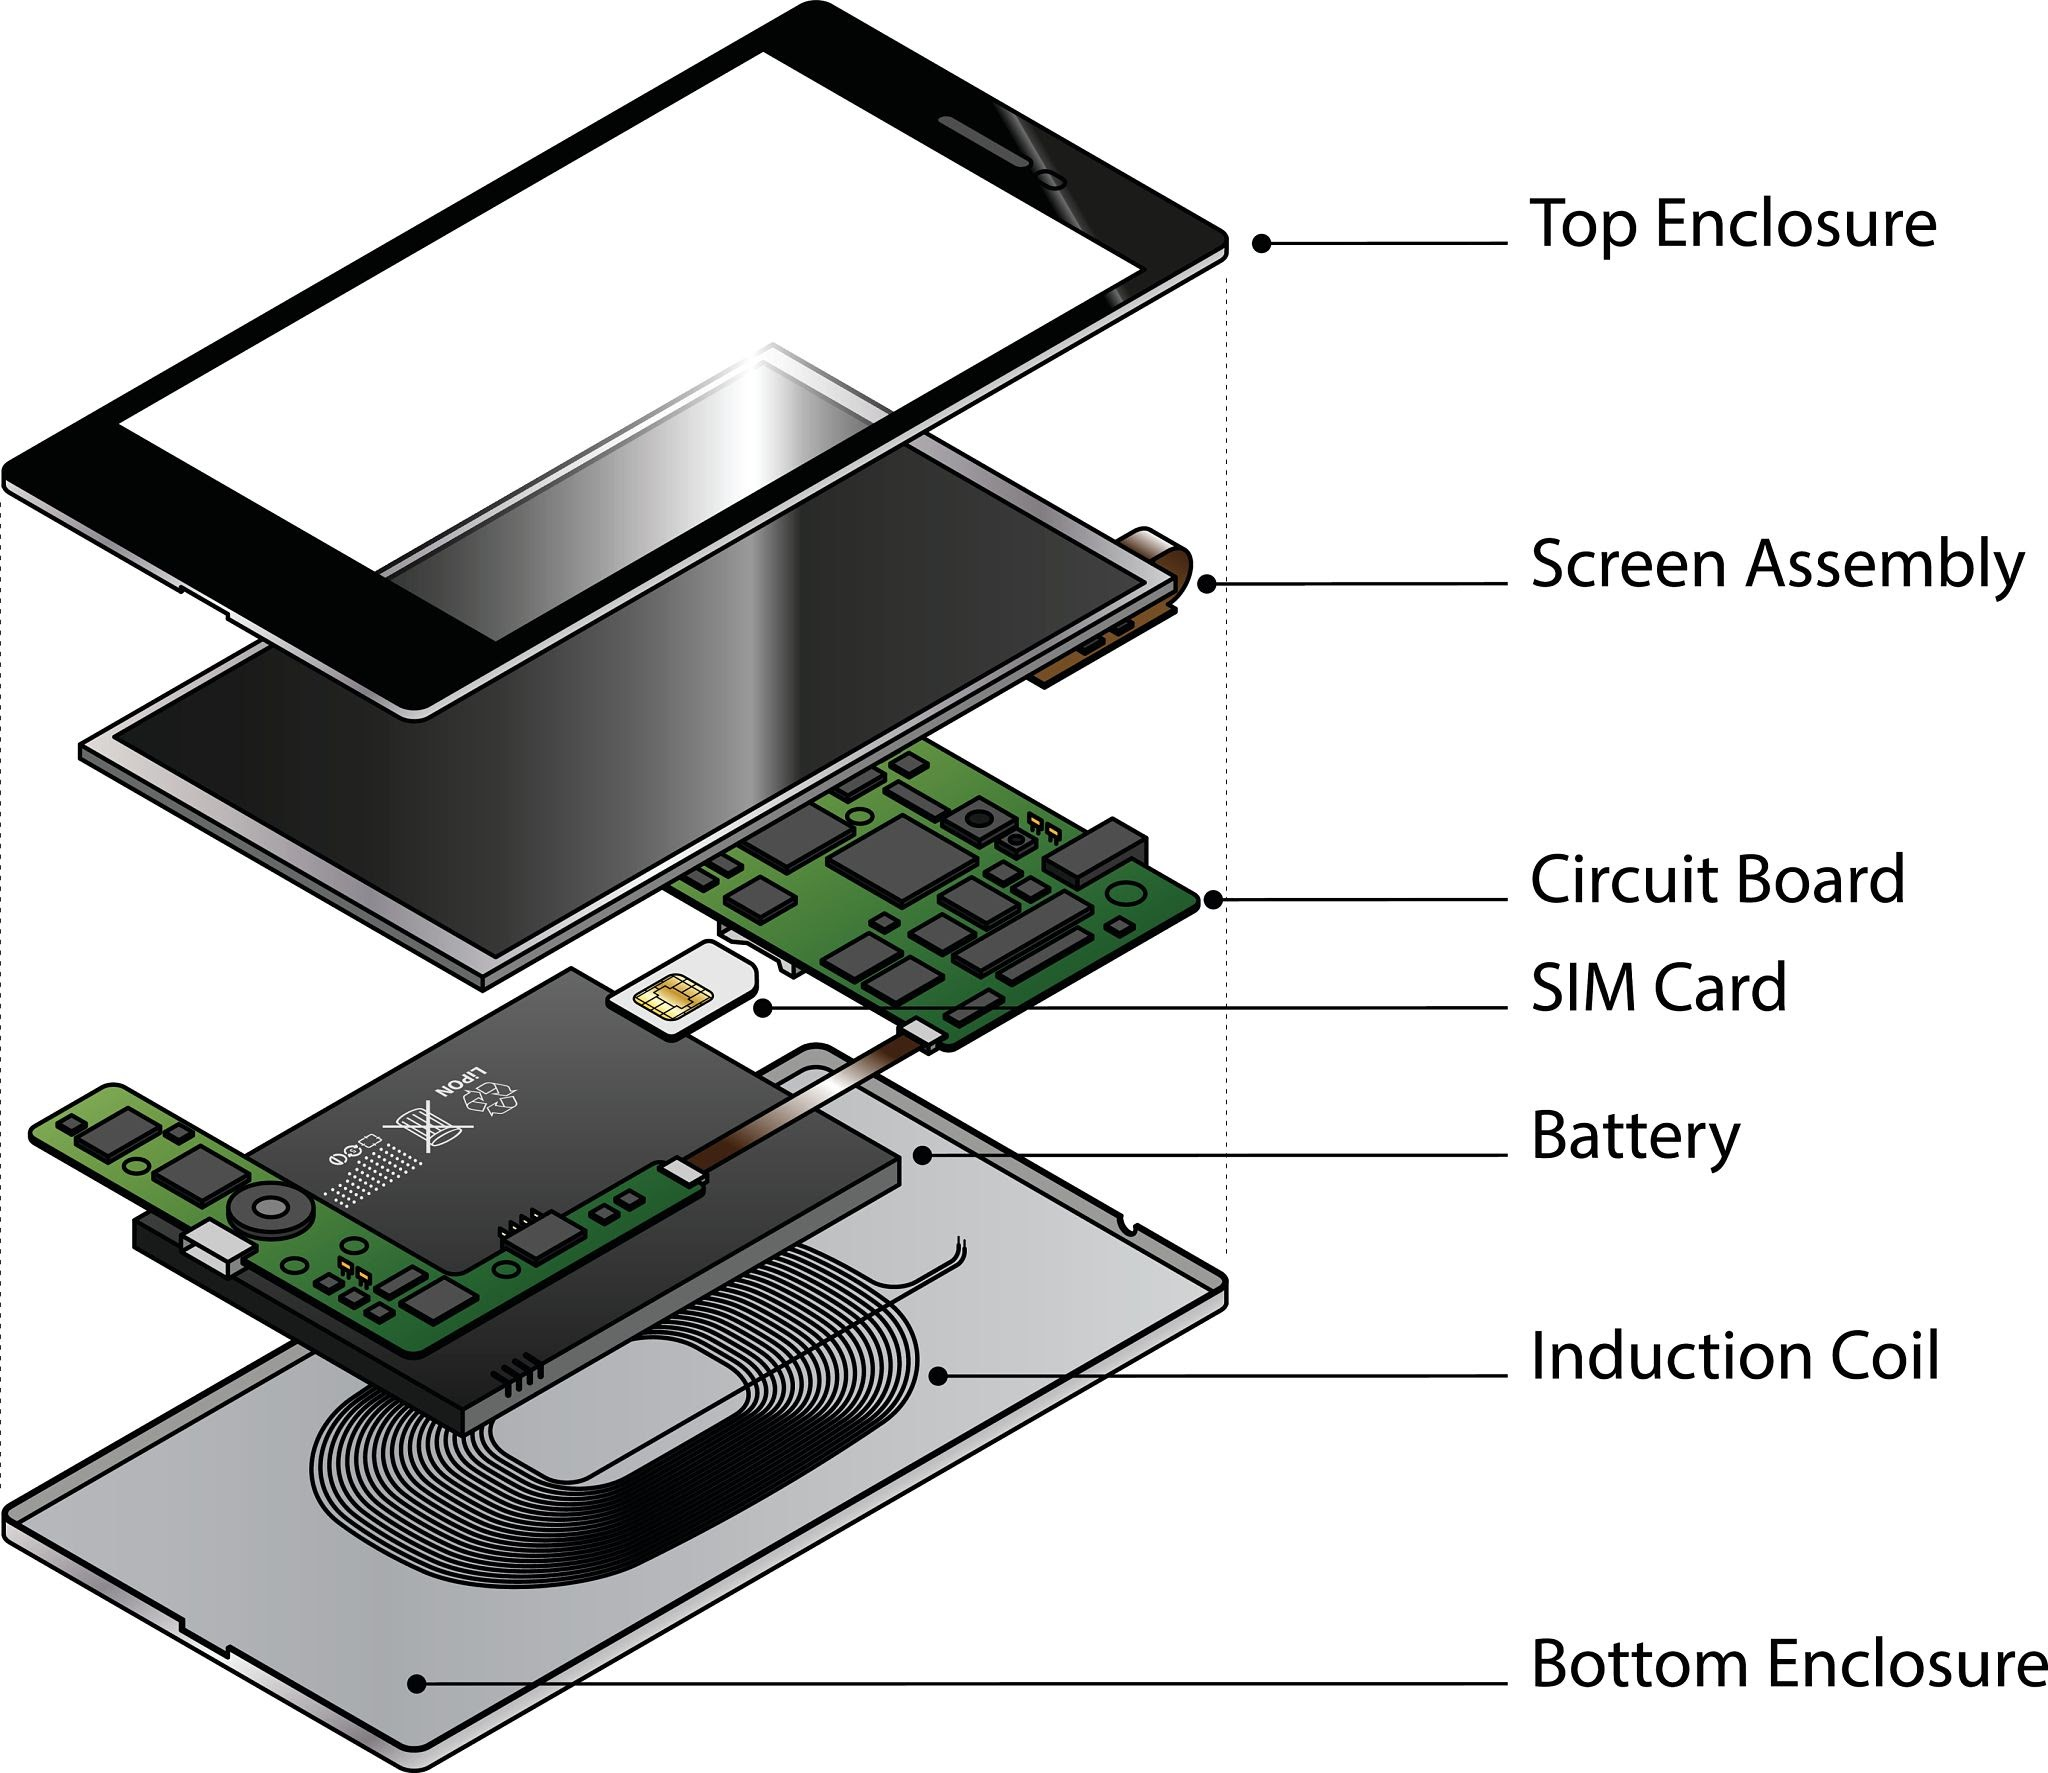 Top Enclosure
Screen Assembly
Circuit Board
SIM Card
LiPON
Battery
Induction Coil
Bottom Enclosure